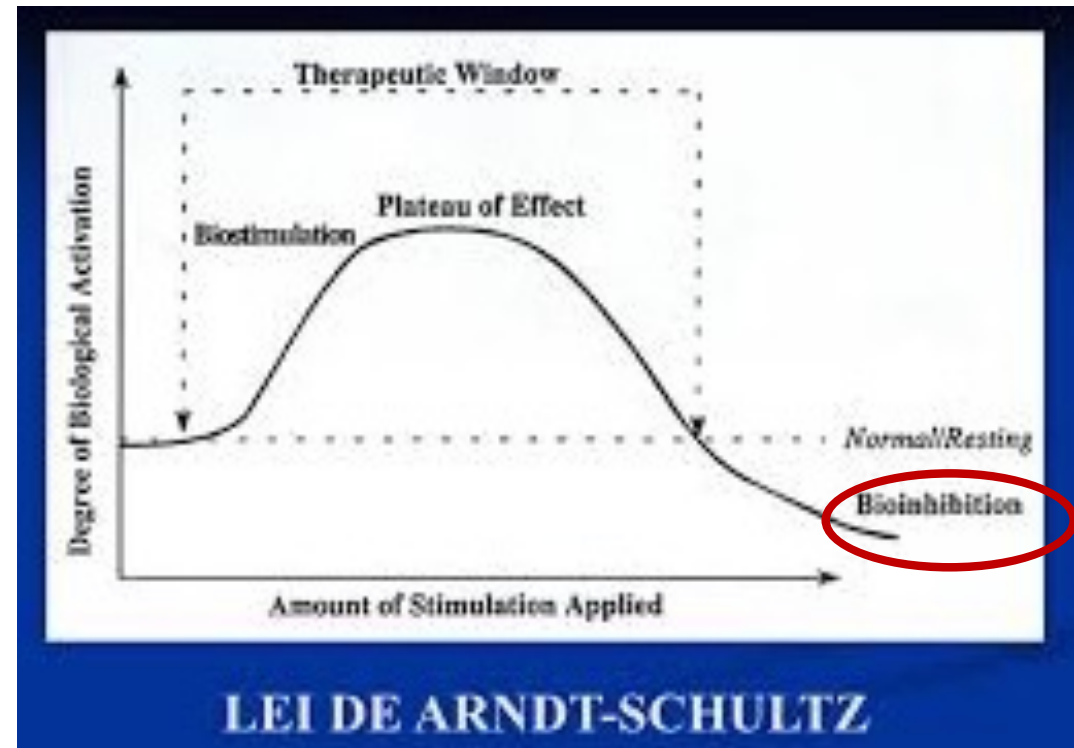 Therapeutic Window
Plateau of Effect
Biostimulation
Degree of Biological Activation
Normal/Resting
Bioinhibition
Amount of Stimulation Applied
LEI DE ARNDT-SCHULTZ